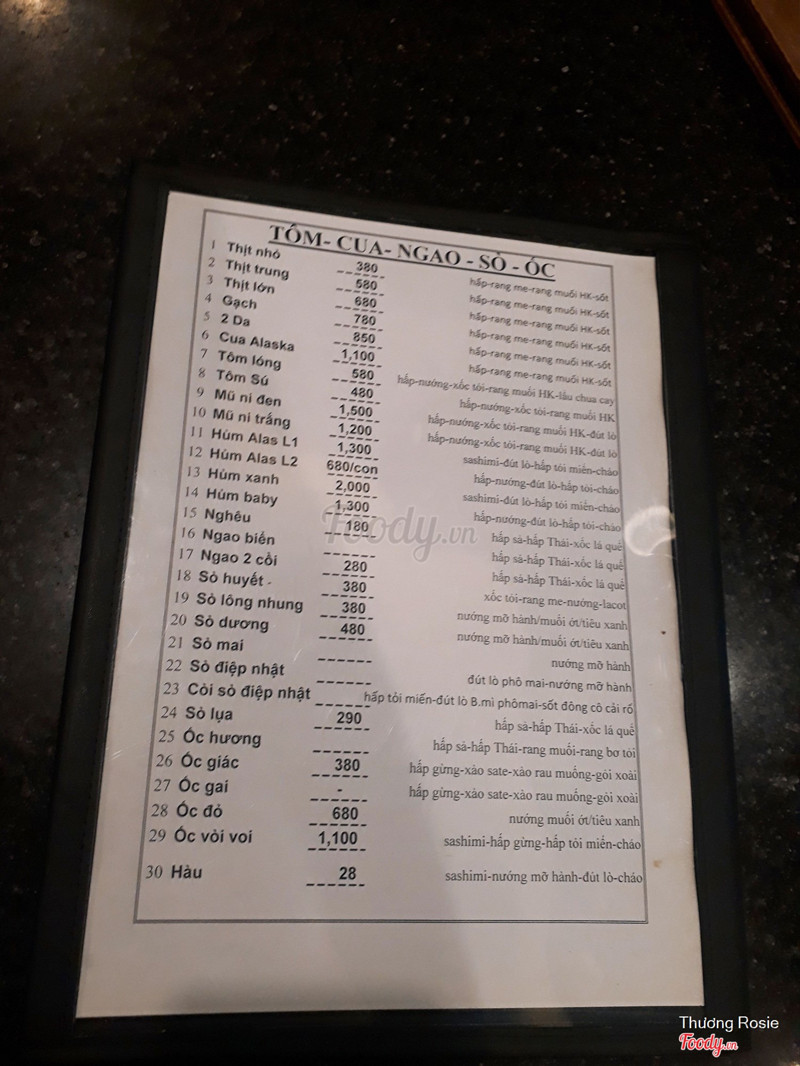 TÔM- CUA- NGAO - SÒ - ỐC
1 Thịt nhỏ 380 hấp-rang me-rang muối HK-sốt
2 Thịt trung 580 hấp-rang me-rang muối HK-sốt
3 Thịt lớn 680 hấp-rang me-rang muối HK-sốt
4 Gạch 780 hấp-rang me-rang muối HK-sốt
5 2 Da 850 hấp-rang me-rang muối HK-sốt
6 Cua Alaska 1,100 hấp-rang me-rang muối HK-sốt
7 Tôm lóng 580 hấp-nướng-xốc tỏi-rang muối HK-lẩu chua cay
8 Tôm Sú 480 hấp-nướng-xốc tỏi-rang muối HK
9 Mũ ni đen 1,500 hấp-nướng-xốc tỏi-rang muối HK-đút lò
10 Mũ ni trắng 1,200 hấp-nướng-xốc tỏi-rang muối HK-đút lò
11 Hùm Alas L1 1,300 sashimi-đút lò-hấp tỏi miến-cháo
12 Hùm Alas L2 680/con hấp-nướng-đút lò-hấp tỏi-cháo
13 Hùm xanh 2,000 sashimi-đút lò-hấp tỏi miến-cháo
14 Hùm baby 1,300 hấp-nướng-đút lò-hấp tỏi-cháo
15 Nghêu 180 hấp sả-hấp Thái-xốc lá quế
16 Ngao biển hấp sả-hấp Thái-xốc lá quế
17 Ngao 2 cồi 280 hấp sả-hấp Thái-xốc lá quế
18 Sò huyết - 380 xốc tỏi-rang me-nướng-lacot
19 Sò lông nhung 380 nướng mỡ hành/muối ớt/tiêu xanh
20 Sò dương 480 nướng mỡ hành/muối ớt/tiêu xanh
21 Sò mai nướng mỡ hành
22 Sò điệp nhật đút lò phô mai-nướng mỡ hành
23 Cồi sò điệp nhật hấp tỏi miến-đút lò B.mì phômai-sốt đông cô cải rổ
24 Sò lụa 290 hấp sả-hấp Thái-xốc lá quế
25 Ốc hương hấp sả-hấp Thái-rang muối-rang bơ tỏi
26 Ốc giác 380 hấp gừng-xào sate-xào rau muống-gỏi xoài
27 Ốc gai - hấp gừng-xào sate-xào rau muống-gỏi xoài
28 Ốc đỏ 680 nướng muối ớt/tiêu xanh
29 Ốc vòi voi 1,100 sashimi-hấp gừng-hấp tỏi miến-cháo
30 Hàu 28 sashimi-nướng mỡ hành-đút lò-cháo
Foody.vn
Thương Rosie
Foody.vn